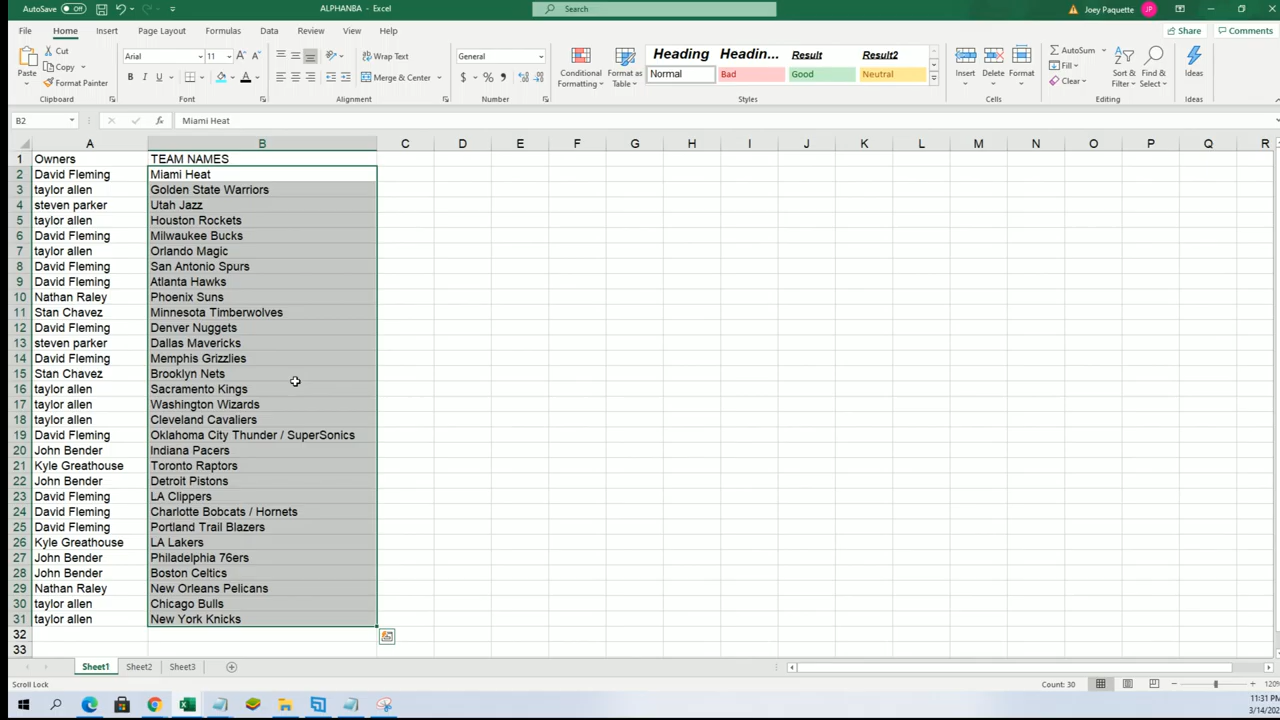 AutoSave Off ALPHANBA - Excel Search Joey Paquette JP
File Home Insert Page Layout Formulas Data Review View Help Share Comments
Paste Cut Copy Format Painter Clipboard
Arial 11 B I U A A A Font
Wrap Text Merge & Center Alignment
General $ % , Number
Conditional Formatting Format as Table
Heading Headin... Result Result2
Normal Bad Good Neutral
Styles
Insert Delete Format Cells
AutoSum Fill Clear Sort & Filter Find & Select Editing
Ideas Ideas
B2 fx Miami Heat
A B C D E F G H I J K L M N O P Q R
1 Owners TEAM NAMES
2 David Fleming Miami Heat
3 taylor allen Golden State Warriors
4 steven parker Utah Jazz
5 taylor allen Houston Rockets
6 David Fleming Milwaukee Bucks
7 taylor allen Orlando Magic
8 David Fleming San Antonio Spurs
9 David Fleming Atlanta Hawks
10 Nathan Raley Phoenix Suns
11 Stan Chavez Minnesota Timberwolves
12 David Fleming Denver Nuggets
13 steven parker Dallas Mavericks
14 David Fleming Memphis Grizzlies
15 Stan Chavez Brooklyn Nets
16 taylor allen Sacramento Kings
17 taylor allen Washington Wizards
18 taylor allen Cleveland Cavaliers
19 David Fleming Oklahoma City Thunder / SuperSonics
20 John Bender Indiana Pacers
21 Kyle Greathouse Toronto Raptors
22 John Bender Detroit Pistons
23 David Fleming LA Clippers
24 David Fleming Charlotte Bobcats / Hornets
25 David Fleming Portland Trail Blazers
26 Kyle Greathouse LA Lakers
27 John Bender Philadelphia 76ers
28 John Bender Boston Celtics
29 Nathan Raley New Orleans Pelicans
30 taylor allen Chicago Bulls
31 taylor allen New York Knicks
32
33
Sheet1 Sheet2 Sheet3
Scroll Lock Count: 30 120%
11:31 PM
3/14/202